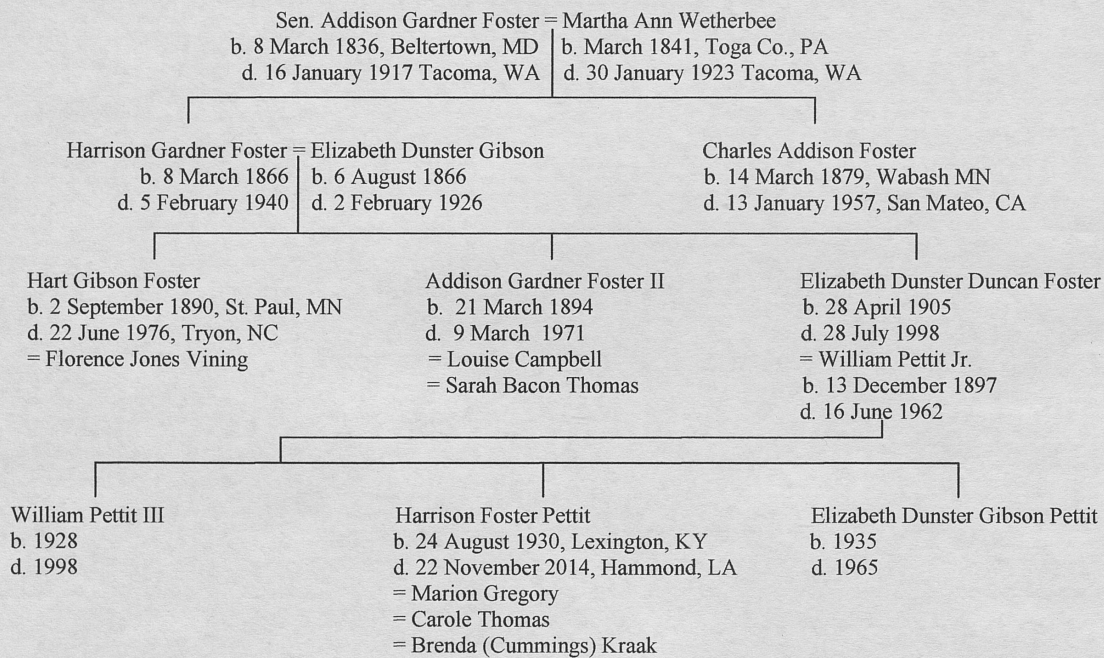 Sen. Addison Gardner Foster = Martha Ann Wetherbee
b. 8 March 1836, Beltertown, MD b. March 1841, Toga Co., PA
d. 16 January 1917 Tacoma, WA d. 30 January 1923 Tacoma, WA
Harrison Gardner Foster = Elizabeth Dunster Gibson
b. 8 March 1866 b. 6 August 1866
d. 5 February 1940 d. 2 February 1926
Charles Addison Foster
b. 14 March 1879, Wabash MN
d. 13 January 1957, San Mateo, CA
Hart Gibson Foster
b. 2 September 1890, St. Paul, MN
d. 22 June 1976, Tryon, NC
= Florence Jones Vining
Addison Gardner Foster II
b. 21 March 1894
d. 9 March 1971
= Louise Campbell
= Sarah Bacon Thomas
Elizabeth Dunster Duncan Foster
b. 28 April 1905
d. 28 July 1998
= William Pettit Jr.
b. 13 December 1897
d. 16 June 1962
William Pettit III
b. 1928
d. 1998
Harrison Foster Pettit
b. 24 August 1930, Lexington, KY
d. 22 November 2014, Hammond, LA
= Marion Gregory
= Carole Thomas
= Brenda (Cummings) Kraak
Elizabeth Dunster Gibson Pettit
b. 1935
d. 1965